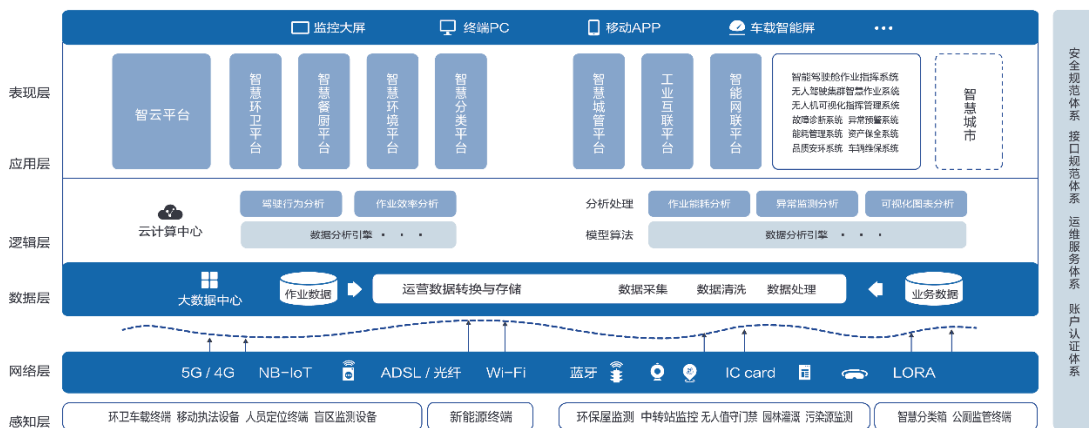 监控大屏 终端PC 移动APP 车载智能屏 •••
表现层
应用层
逻辑层
数据层
网络层
感知层
智云平台
智慧环卫平台
智慧餐厨平台
智慧环境平台
智慧分类平台
智慧城管平台
工业互联平台
智能网联平台
智能驾驶舱作业指挥系统
无人驾驶集群智慧作业系统
无人机可视化指挥管理系统
故障诊断系统 异常预警系统
能耗管理系统 资产保全系统
品质安环系统 车辆维保系统
智慧城市
云计算中心
驾驶行为分析 作业效率分析
数据分析引擎 · · ·
分析处理 作业能耗分析 异常监测分析 可视化图表分析
模型算法 数据分析引擎 · · ·
大数据中心 作业数据 运营数据转换与存储 数据采集 数据清洗 数据处理 业务数据
5G / 4G NB-IoT ADSL / 光纤 Wi-Fi 蓝牙 IC card LORA
环卫车载终端 移动执法设备 人员定位终端 盲区监测设备
新能源终端
环保屋监测 中转站监控 无人值守门禁 园林灌溉 污染源监测
智慧分类箱 公厕监管终端
安全规范体系 接口规范体系 运维服务体系 账户认证体系